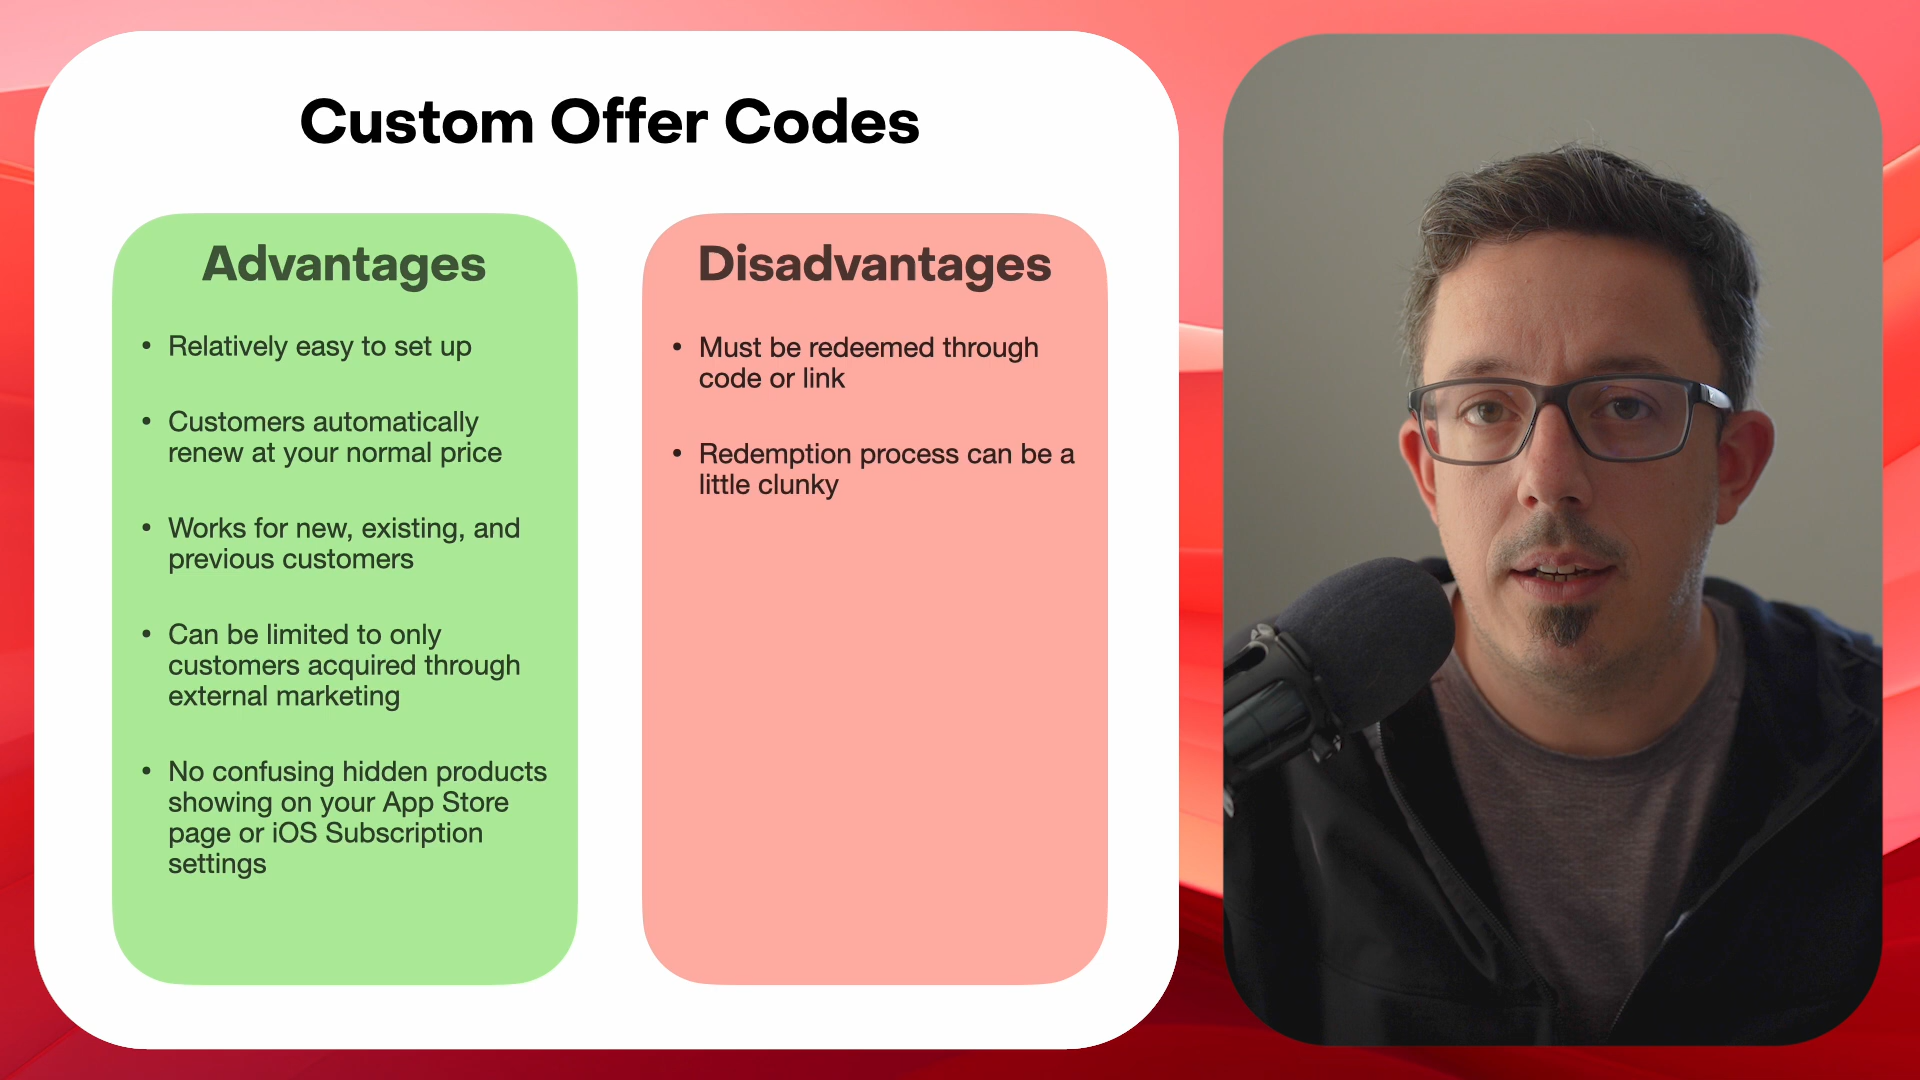 Custom Offer Codes
Advantages
• Relatively easy to set up
• Customers automatically
renew at your normal price
• Works for new, existing, and
previous customers
• Can be limited to only
customers acquired through
external marketing
• No confusing hidden products
showing on your App Store
page or iOS Subscription
settings
Disadvantages
• Must be redeemed through
code or link
• Redemption process can be a
little clunky